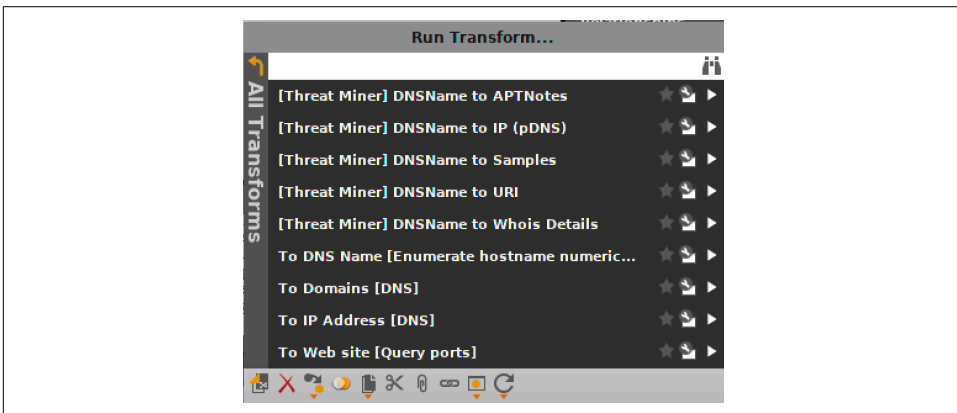 Run Transform...
All Transforms
[Threat Miner] DNSName to APTNotes
[Threat Miner] DNSName to IP (pDNS)
[Threat Miner] DNSName to Samples
[Threat Miner] DNSName to URI
[Threat Miner] DNSName to Whois Details
To DNS Name [Enumerate hostname numeric...
To Domains [DNS]
To IP Address [DNS]
To Web site [Query ports]